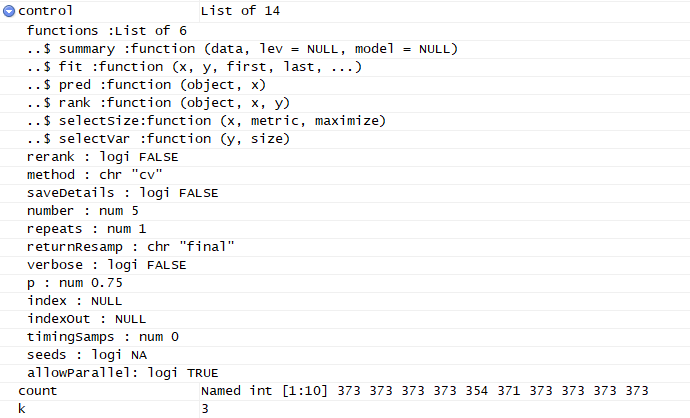 control List of 14
functions :List of 6
..$ summary :function (data, lev = NULL, model = NULL)
..$ fit :function (x, y, first, last, ...)
..$ pred :function (object, x)
..$ rank :function (object, x, y)
..$ selectSize:function (x, metric, maximize)
..$ selectVar :function (y, size)
rerank : logi FALSE
method : chr "cv"
saveDetails : logi FALSE
number : num 5
repeats : num 1
returnResamp : chr "final"
verbose : logi FALSE
p : num 0.75
index : NULL
indexOut : NULL
timingSamps : num 0
seeds : logi NA
allowParallel: logi TRUE
count Named int [1:10] 373 373 373 373 354 371 373 373 373 373
k 3